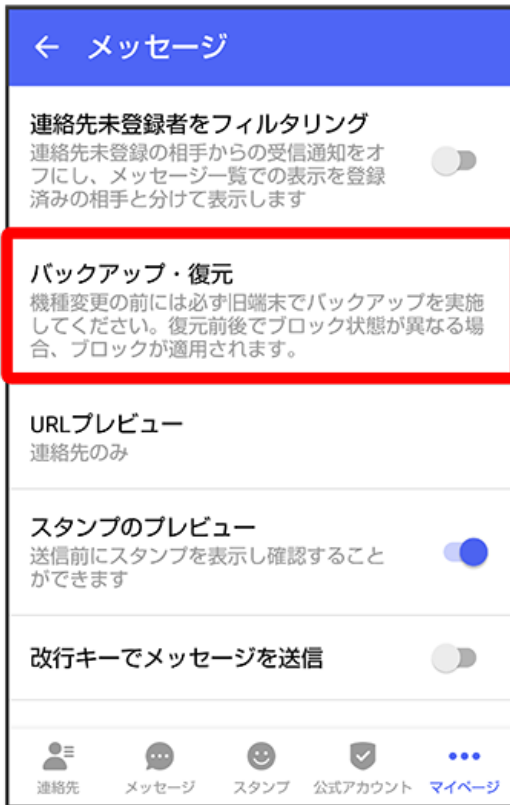 ← メッセージ
連絡先未登録者をフィルタリング
連絡先未登録の相手からの受信通知をオ
フにし、メッセージ一覧での表示を登録
済みの相手と分けて表示します
バックアップ・復元
機種変更の前には必ず旧端末でバックアップを実施
してください。復元前後でブロック状態が異なる場
合、ブロックが適用されます。
URLプレビュー
連絡先のみ
スタンプのプレビュー
送信前にスタンプを表示し確認すること
ができます
改行キーでメッセージを送信
連絡先 メッセージ スタンプ 公式アカウント マイページ